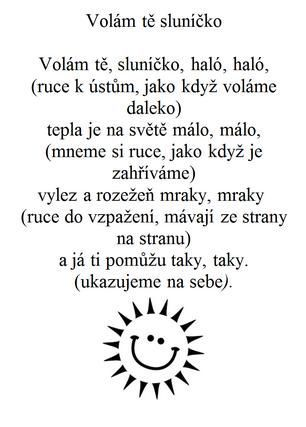 Volám tě sluníčko
Volám tě, sluníčko, haló, haló,
(ruce k ústům, jako když voláme
daleko)
tepla je na světě málo, málo,
(mneme si ruce, jako když je
zahříváme)
vylez a rozežeň mraky, mraky
(ruce do vzpažení, mávají ze strany
na stranu)
a já ti pomůžu taky, taky.
(ukazujeme na sebe).